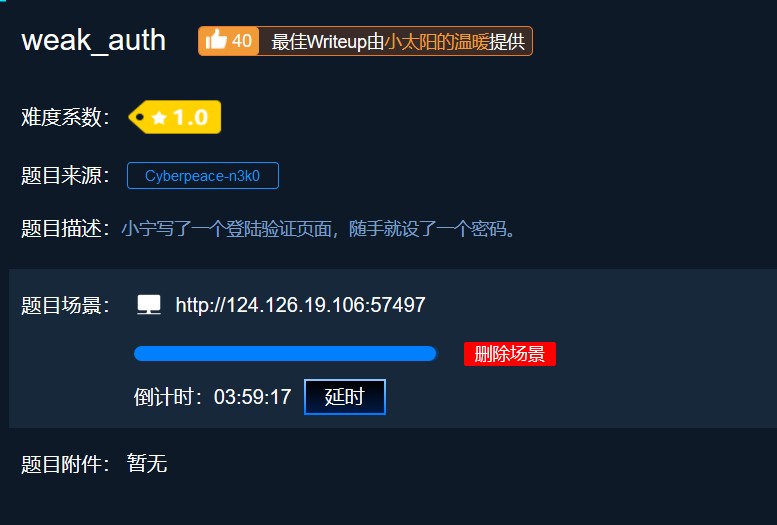 weak_auth 40 最佳Writeup由小太阳的温暖提供
难度系数： 1.0
题目来源： Cyberpeace-n3k0
题目描述：小宁写了一个登陆验证页面，随手就设了一个密码。
题目场景： http://124.126.19.106:57497
删除场景
倒计时：03:59:17 延时
题目附件： 暂无